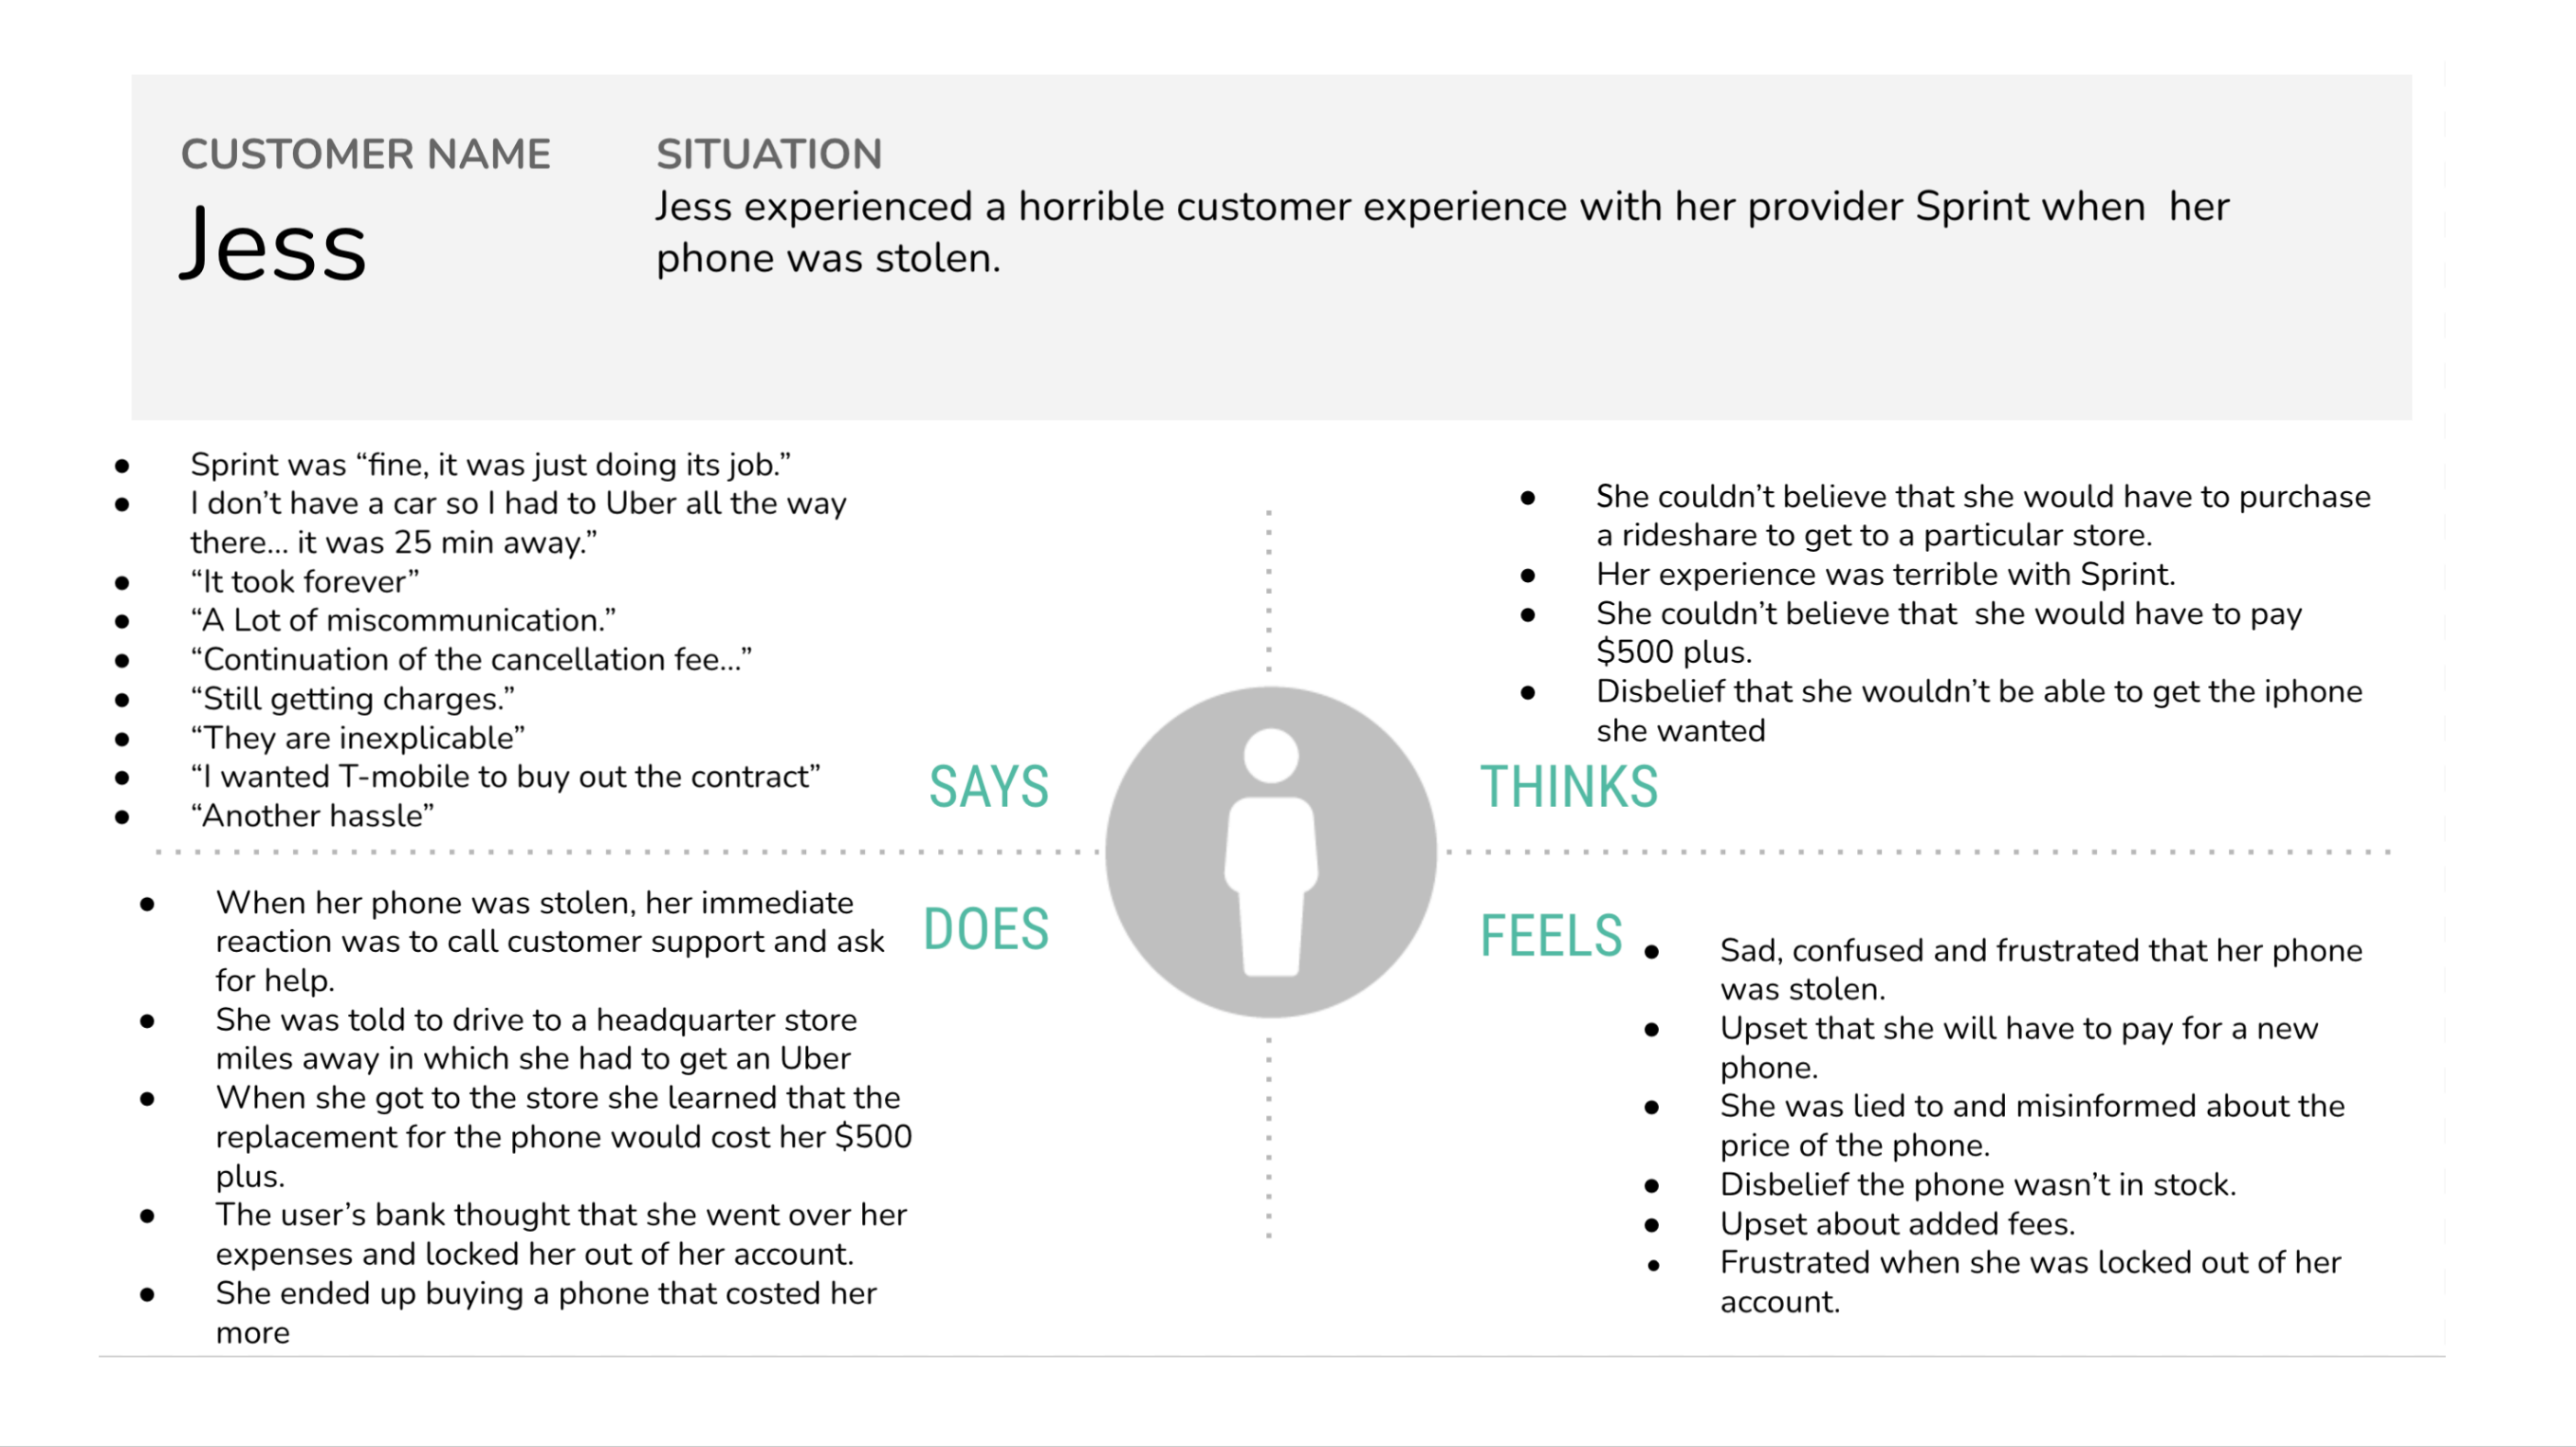 CUSTOMER NAME
Jess
SITUATION
Jess experienced a horrible customer experience with her provider Sprint when  her
phone was stolen.
● Sprint was “fine, it was just doing its job.”
● I don’t have a car so I had to Uber all the way
there... it was 25 min away.”
● “It took forever”
● “A Lot of miscommunication.”
● “Continuation of the cancellation fee...”
● “Still getting charges.”
● “They are inexplicable”
● “I wanted T-mobile to buy out the contract”
● “Another hassle”
SAYS
● She couldn’t believe that she would have to purchase
a rideshare to get to a particular store.
● Her experience was terrible with Sprint.
● She couldn’t believe that  she would have to pay
$500 plus.
● Disbelief that she wouldn’t be able to get the iphone
she wanted
THINKS
● When her phone was stolen, her immediate
reaction was to call customer support and ask
for help.
● She was told to drive to a headquarter store
miles away in which she had to get an Uber
● When she got to the store she learned that the
replacement for the phone would cost her $500
plus.
● The user’s bank thought that she went over her
expenses and locked her out of her account.
● She ended up buying a phone that costed her
more
DOES
FEELS
● Sad, confused and frustrated that her phone
was stolen.
● Upset that she will have to pay for a new
phone.
● She was lied to and misinformed about the
price of the phone.
● Disbelief the phone wasn’t in stock.
● Upset about added fees.
● Frustrated when she was locked out of her
account.